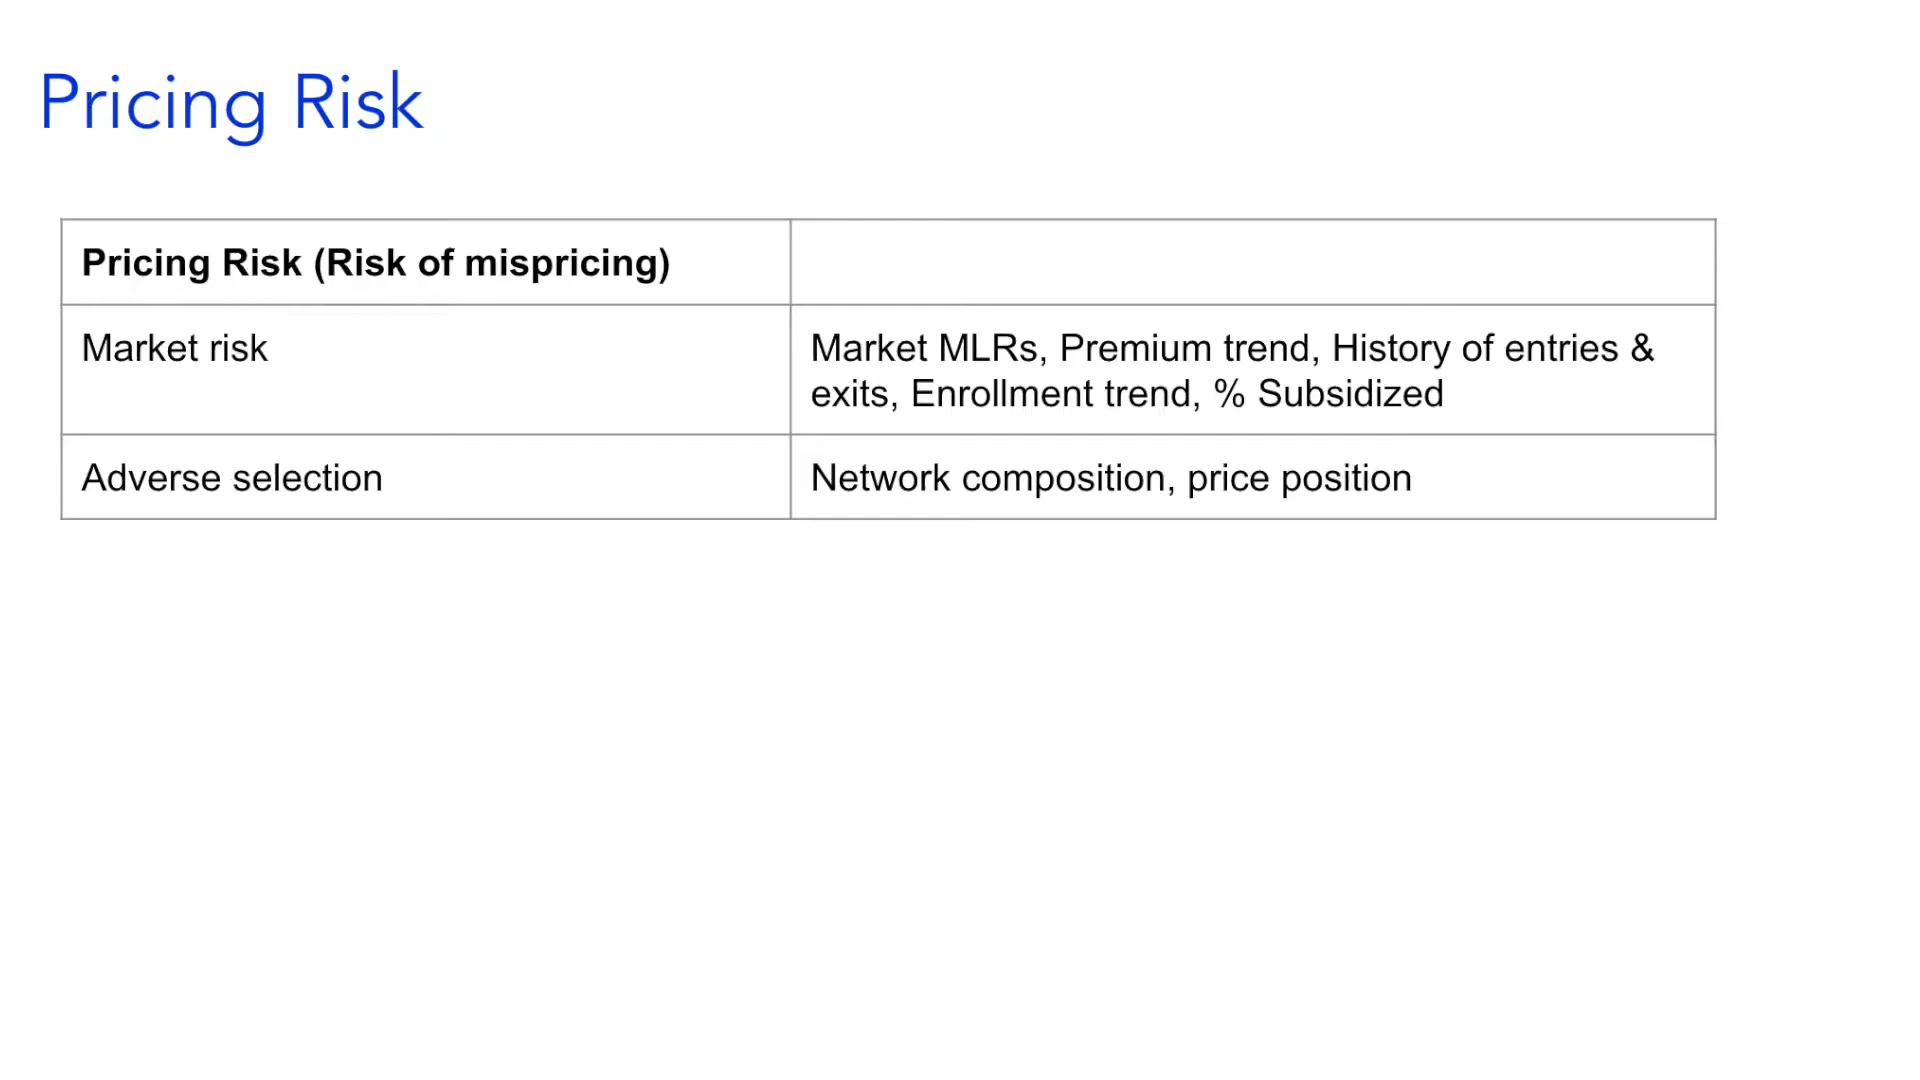 Pricing Risk
Pricing Risk (Risk of mispricing)
Market risk
Market MLRs, Premium trend, History of entries &
exits, Enrollment trend, % Subsidized
Adverse selection
Network composition, price position